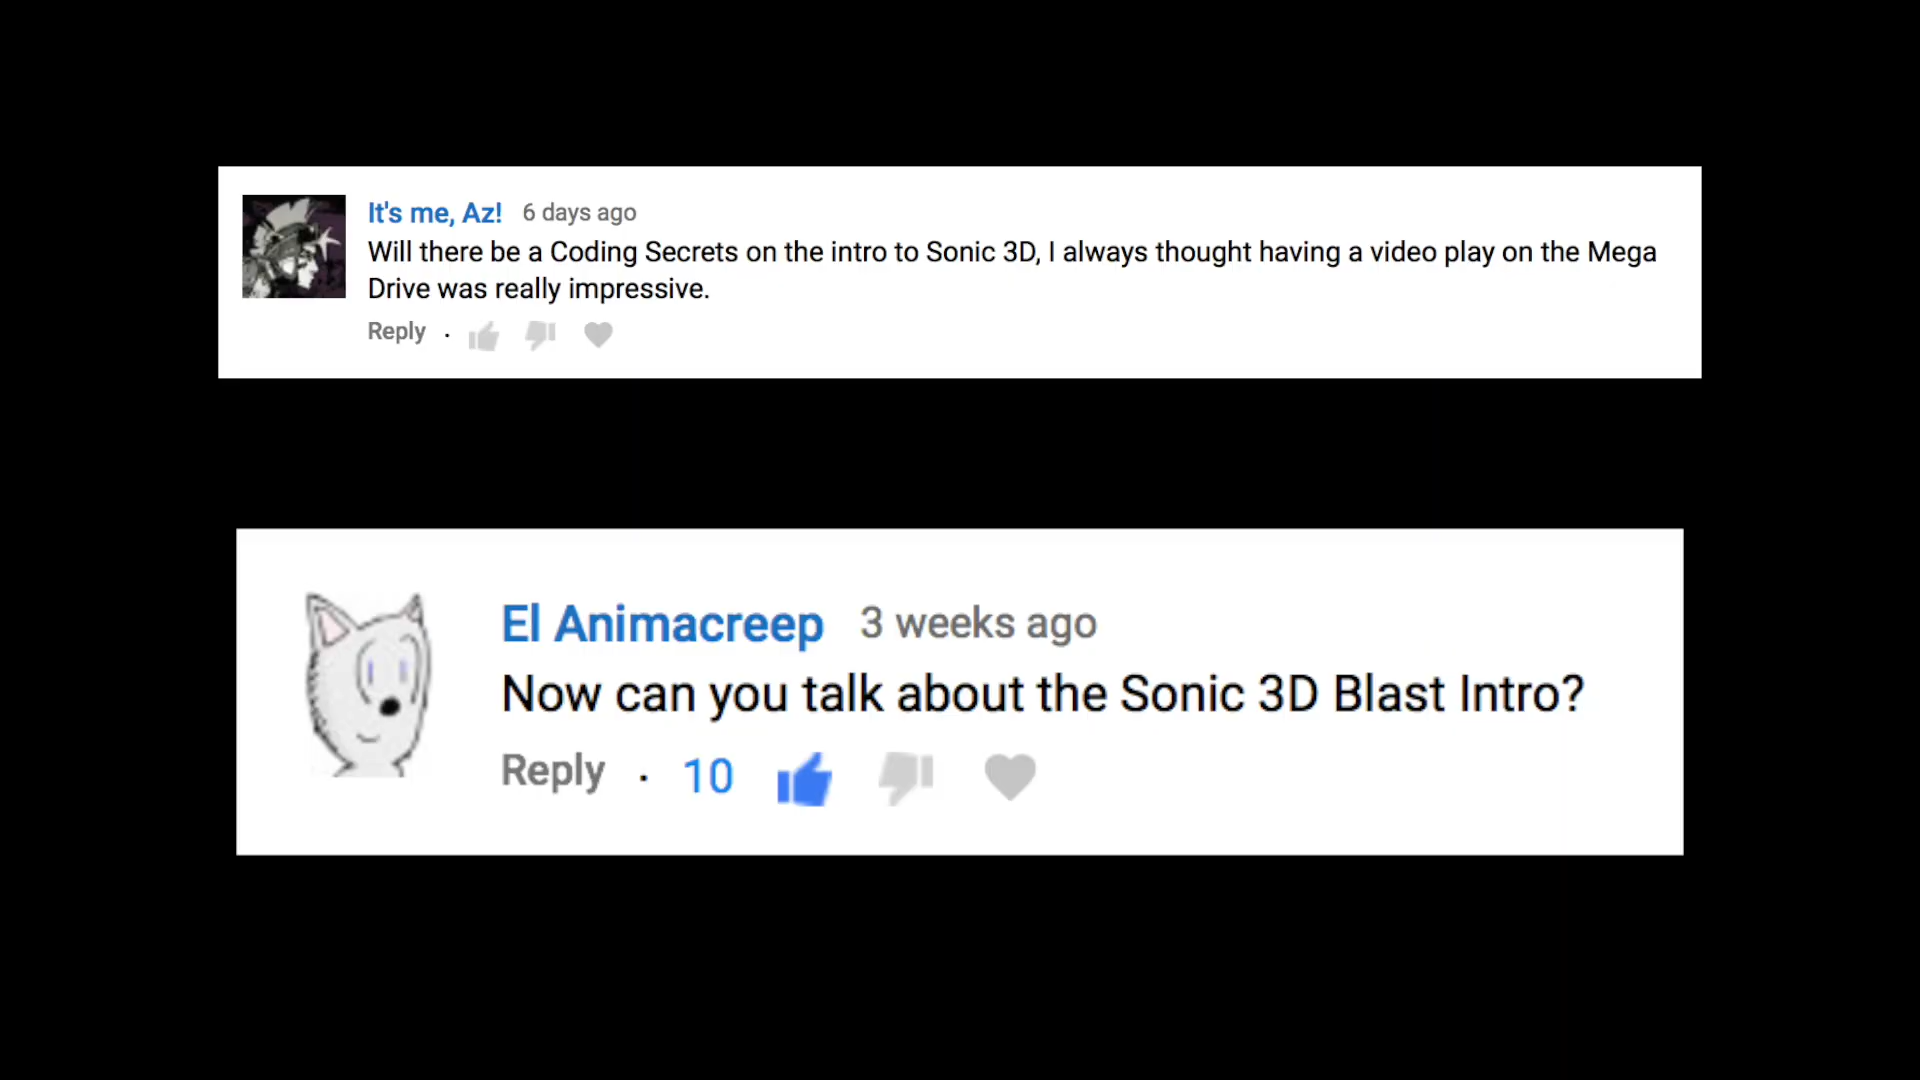 It's me, Az! 6 days ago
Will there be a Coding Secrets on the intro to Sonic 3D, I always thought having a video play on the Mega
Drive was really impressive.
Reply ·
El Animacreep 3 weeks ago
Now can you talk about the Sonic 3D Blast Intro?
Reply · 10